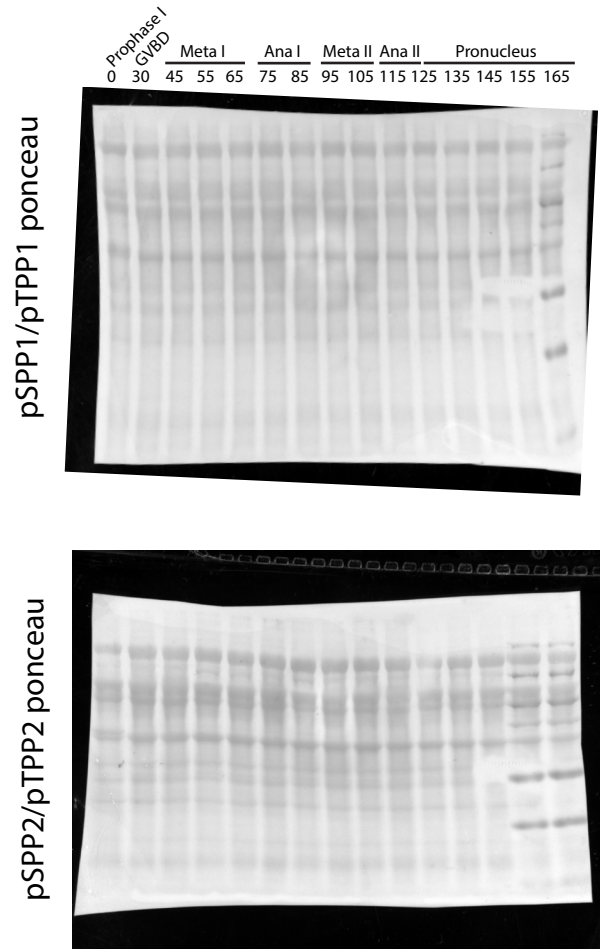 Prophase I
GVBD
Meta I Ana I Meta II Ana II Pronucleus
0 30 45 55 65 75 85 95 105 115 125 135 145 155 165
pSPP1/pTPP1 ponceau
pSPP2/pTPP2 ponceau